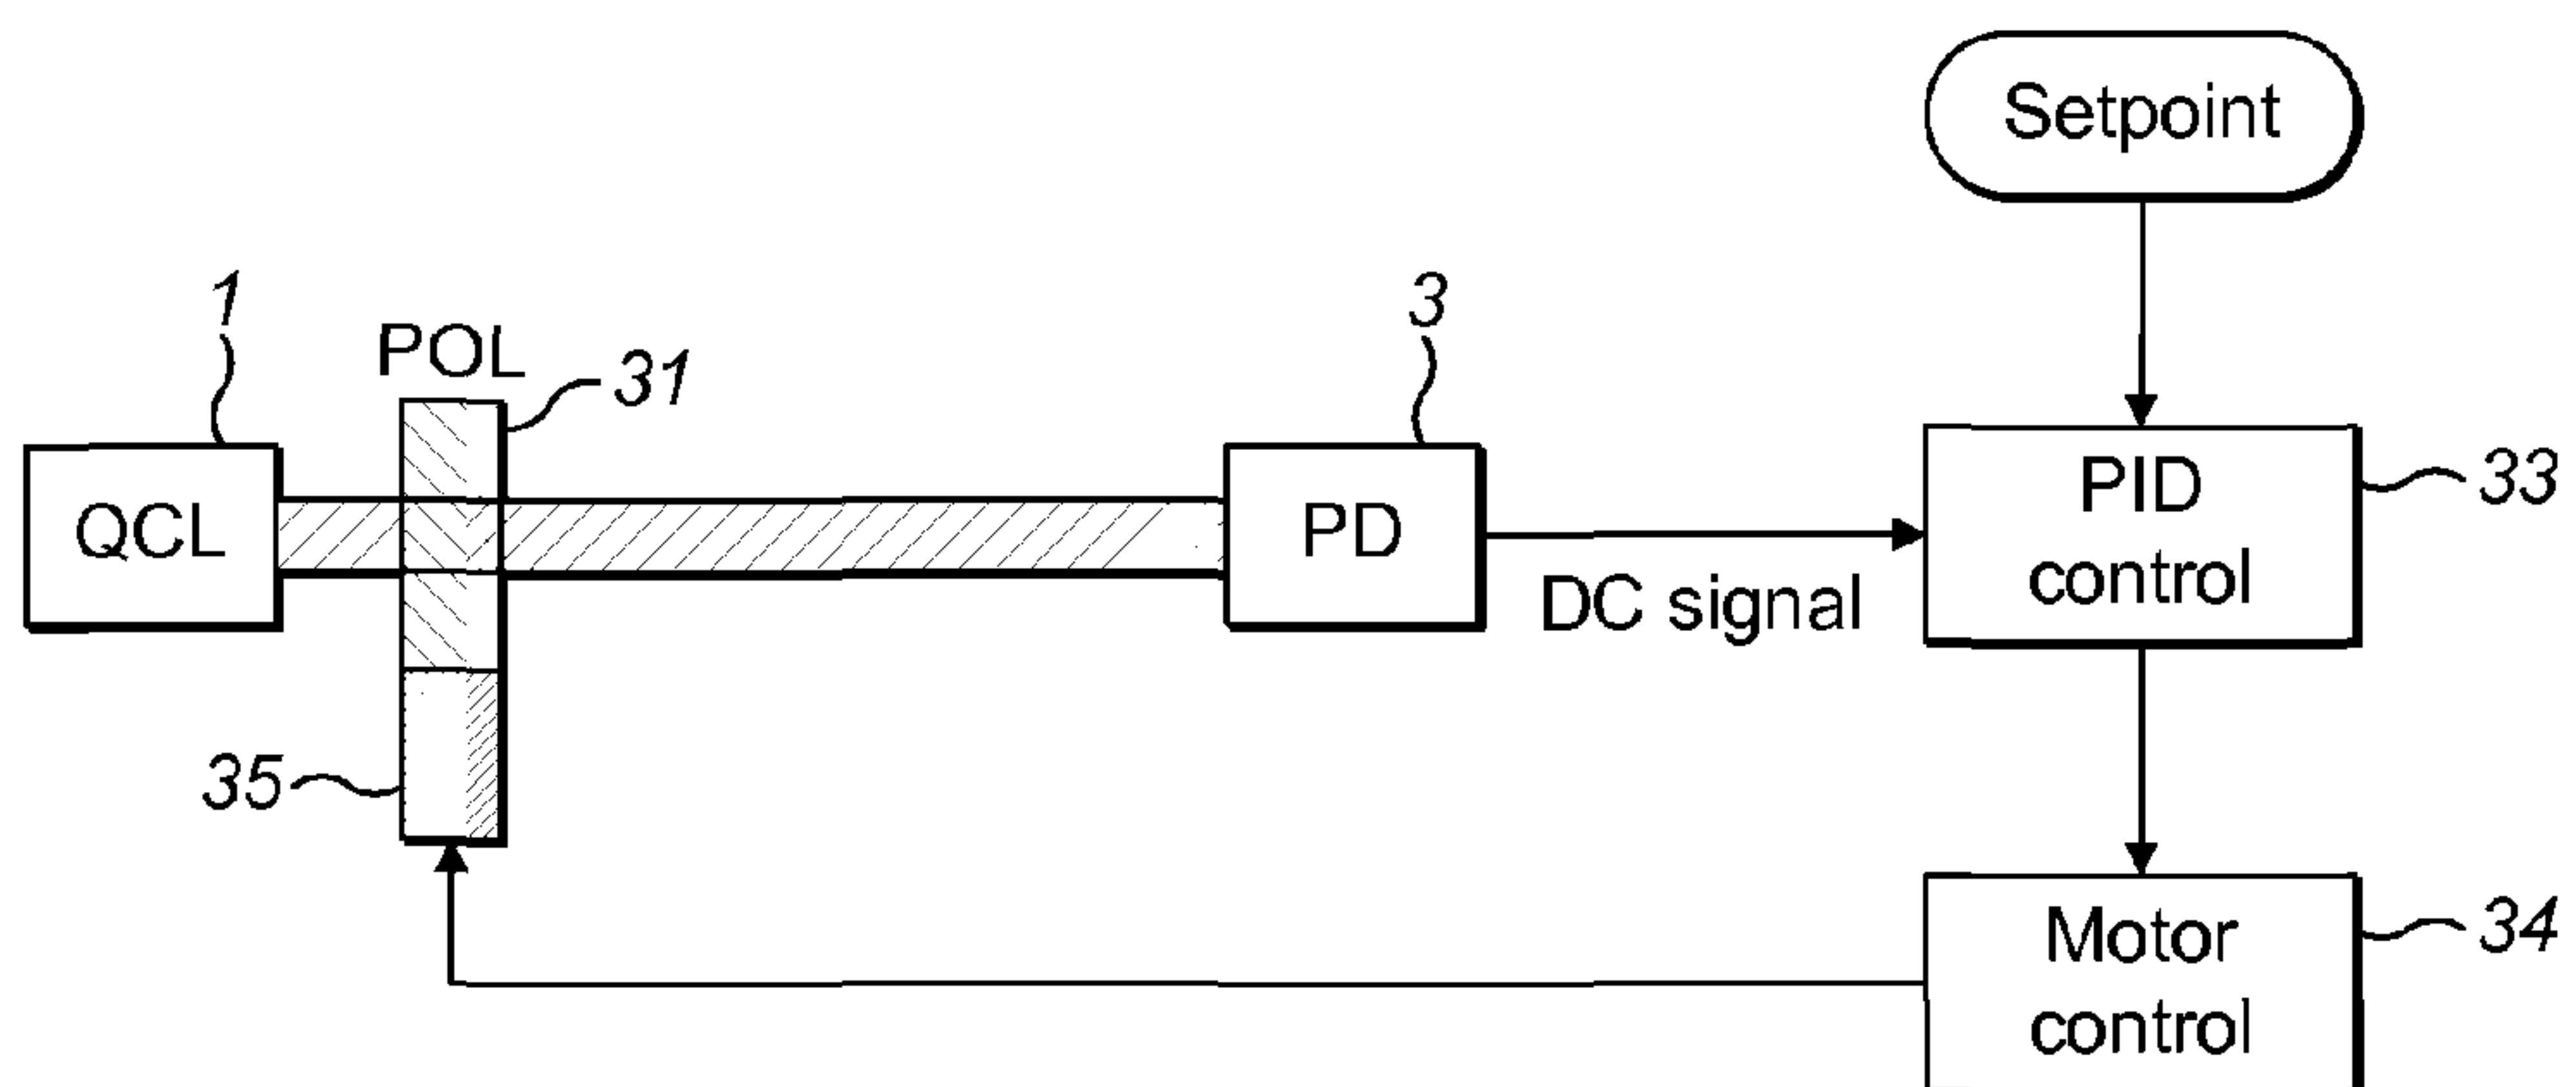 Setpoint
1
3
POL
31
QCL
PD
PID
control
33
DC signal
35
Motor
control
34